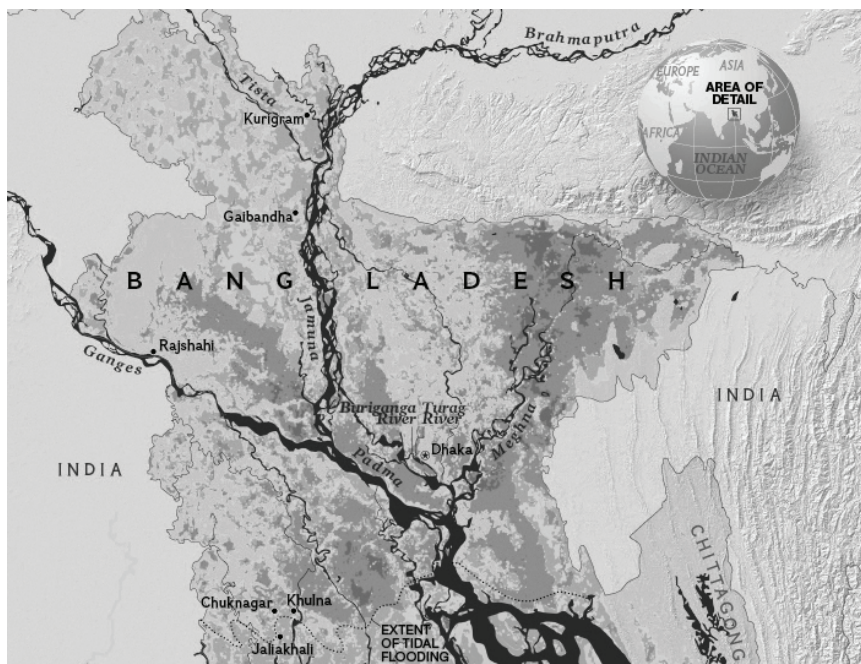 Brahmaputra
EUROPE
ASIA
AREA OF
DETAIL
AFRICA
INDIAN
OCEAN
Tista
Kurigram
Gaibandha
BANGLADESH
Jamuna
Rajshahi
Ganges
INDIA
Buriganga Turag
River River
Dhaka
Meghna
Padma
INDIA
CHITTAGONG
Chuknagar
Khulna
Jaliakhali
EXTENT
OF TIDAL
FLOODING